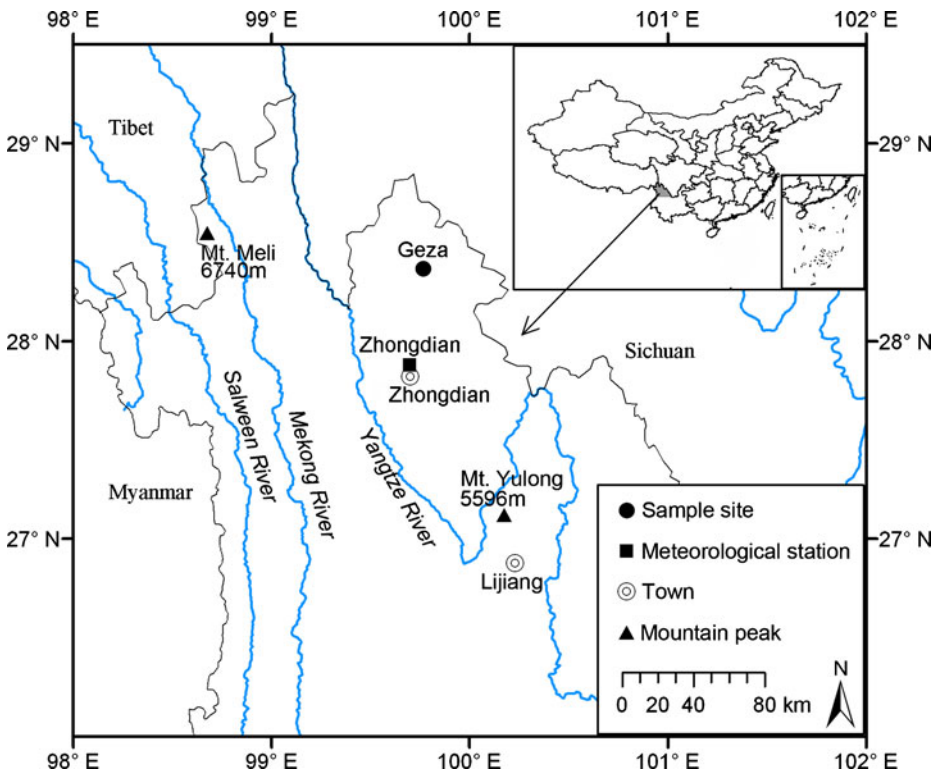 98° E
99° E
100° E
101° E
102° E
29° N
29° N
Tibet
Mt. Meli
6740m
Geza
28° N
28° N
Zhongdian
Zhongdian
Sichuan
Salween River
Mekong River
Yangtze River
Myanmar
Mt. Yulong
5596m
27° N
27° N
Lijiang
Sample site
Meteorological station
Town
Mountain peak
N
0 20 40 80 km
98° E
99° E
100° E
101° E
102° E